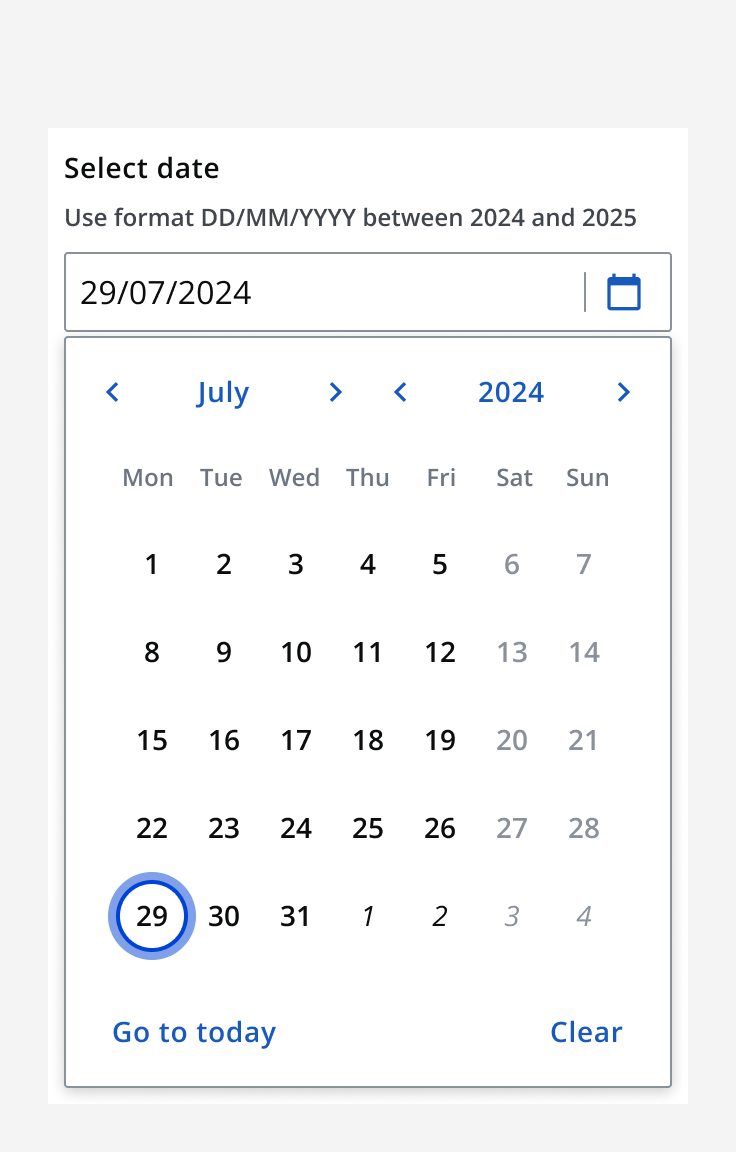 Select date
Use format DD/MM/YYYY between 2024 and 2025
29/07/2024
July 2024
Mon Tue Wed Thu Fri Sat Sun
1 2 3 4 5 6 7
8 9 10 11 12 13 14
15 16 17 18 19 20 21
22 23 24 25 26 27 28
29 30 31 1 2 3 4
Go to today Clear